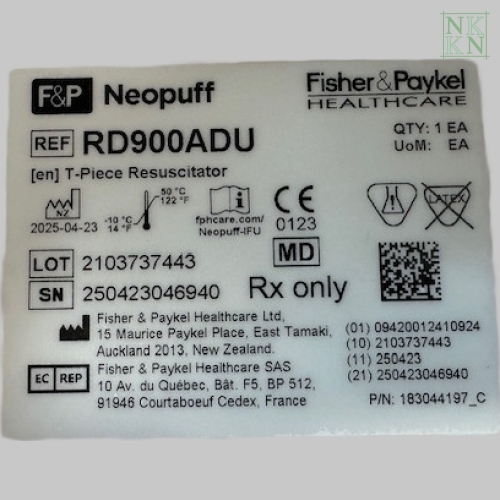 NK
KN
F&P Neopuff
Fisher&Paykel
HEALTHCARE
REF RD900ADU
QTY: 1 EA
UoM: EA
[en] T-Piece Resuscitator
NZ
2025-04-23
-10 °C
14 °F
50 °C
122 °F
fphcare.com/
Neopuff-IFU
CE
0123
LATEX
MD
LOT 2103737443
SN 250423046940
Rx only
Fisher & Paykel Healthcare Ltd,
15 Maurice Paykel Place, East Tamaki,
Auckland 2013, New Zealand.
EC REP
Fisher & Paykel Healthcare SAS
10 Av. du Québec, Bât. F5, BP 512,
91946 Courtaboeuf Cedex, France
(01) 09420012410924
(10) 2103737443
(11) 250423
(21) 250423046940
P/N: 183044197_C